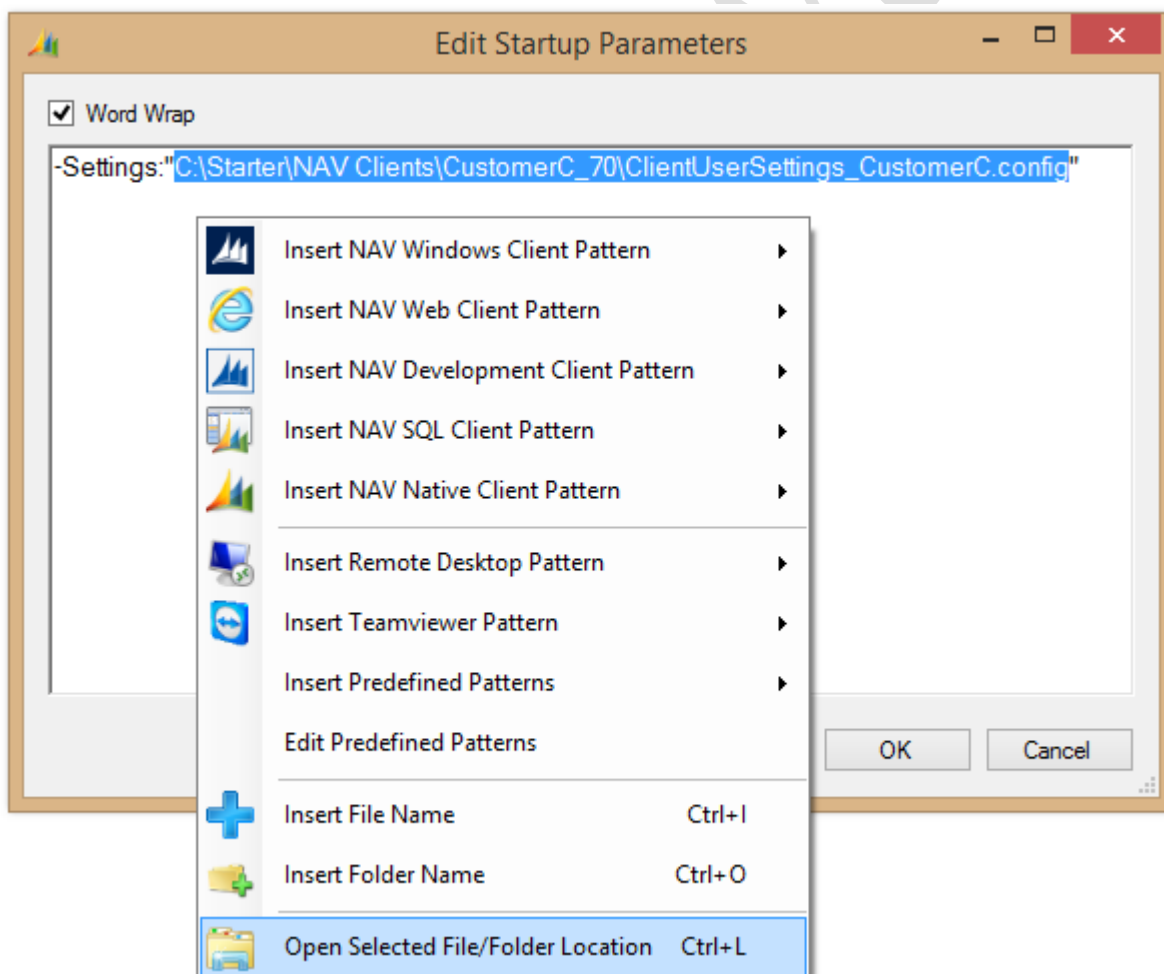 Edit Startup Parameters
Word Wrap
-Settings:"C:\Starter\NAV Clients\CustomerC_70\ClientUserSettings_CustomerC.config"
Insert NAV Windows Client Pattern
Insert NAV Web Client Pattern
Insert NAV Development Client Pattern
Insert NAV SQL Client Pattern
Insert NAV Native Client Pattern
Insert Remote Desktop Pattern
Insert Teamviewer Pattern
Insert Predefined Patterns
Edit Predefined Patterns
OK Cancel
Insert File Name Ctrl+I
Insert Folder Name Ctrl+O
Open Selected File/Folder Location Ctrl+L